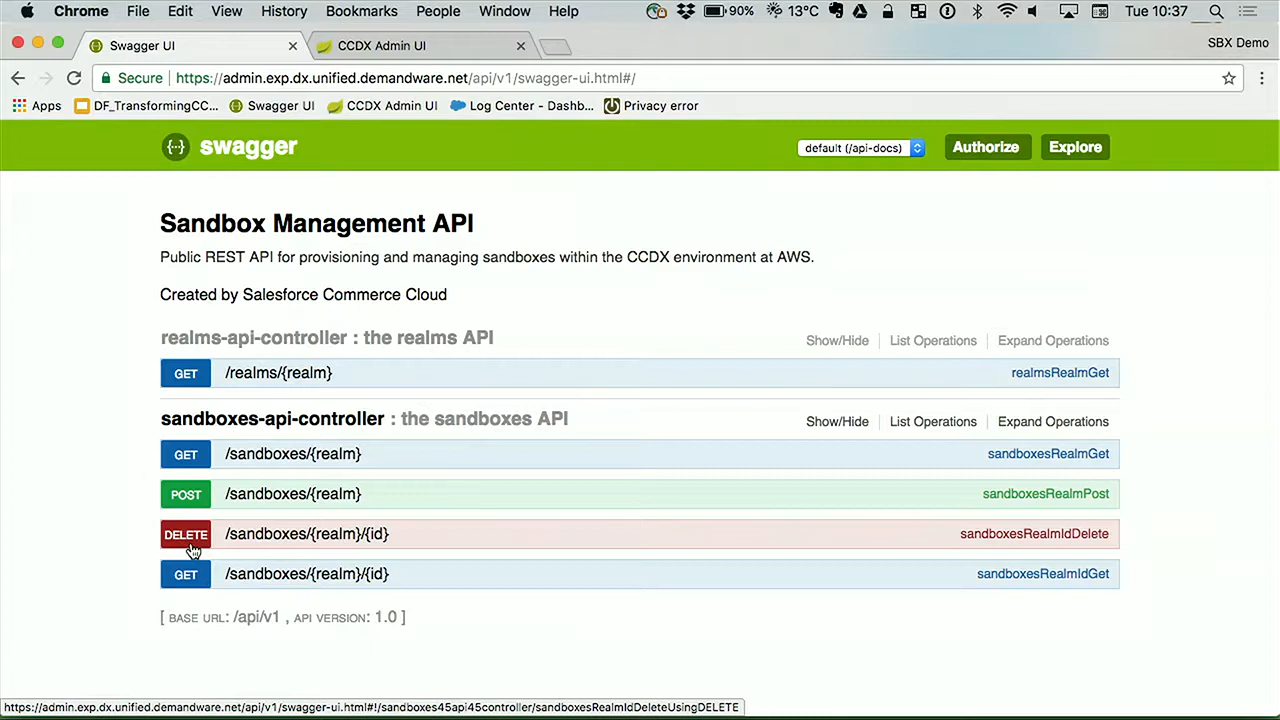 Chrome File Edit View History Bookmarks People Window Help 90% 13°C Tue 10:37
Swagger UI CCDX Admin UI SBX Demo
Secure https://admin.exp.dx.unified.demandware.net/api/v1/swagger-ui.html#/
Apps DF_TransformingCC... Swagger UI CCDX Admin UI Log Center - Dashb... Privacy error
{··} swagger default (/api-docs) Authorize Explore
Sandbox Management API
Public REST API for provisioning and managing sandboxes within the CCDX environment at AWS.
Created by Salesforce Commerce Cloud
realms-api-controller : the realms API Show/Hide List Operations Expand Operations
GET /realms/{realm} realmsRealmGet
sandboxes-api-controller : the sandboxes API Show/Hide List Operations Expand Operations
GET /sandboxes/{realm} sandboxesRealmGet
POST /sandboxes/{realm} sandboxesRealmPost
DELETE /sandboxes/{realm}/{id} sandboxesRealmIdDelete
GET /sandboxes/{realm}/{id} sandboxesRealmIdGet
[ BASE URL: /api/v1 , API VERSION: 1.0 ]
https://admin.exp.dx.unified.demandware.net/api/v1/swagger-ui.html#!/sandboxes45api45controller/sandboxesRealmIdDeleteUsingDELETE